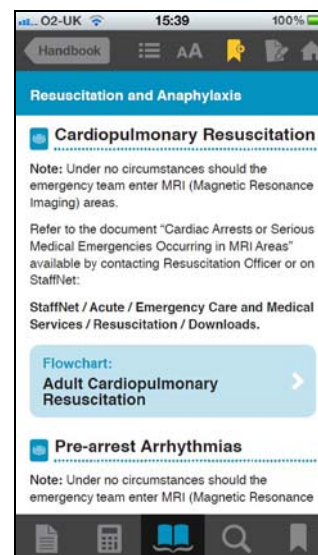 O2-UK 15:39 100%
Handbook AA
Resuscitation and Anaphylaxis
Cardiopulmonary Resuscitation
Note: Under no circumstances should the
emergency team enter MRI (Magnetic Resonance
Imaging) areas.
Refer to the document “Cardiac Arrests or Serious
Medical Emergencies Occurring in MRI Areas”
available by contacting Resuscitation Officer or on
StaffNet:
StaffNet / Acute / Emergency Care and Medical
Services / Resuscitation / Downloads.
Flowchart:
Adult Cardiopulmonary
Resuscitation
Pre-arrest Arrhythmias
Note: Under no circumstances should the
emergency team enter MRI (Magnetic Resonance